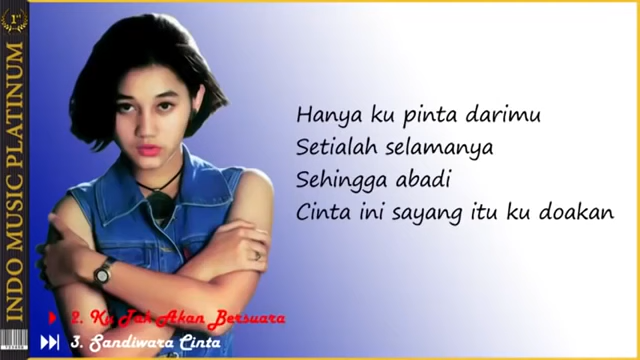 INDO MUSIC PLATINUM
Hanya ku pinta darimu
Setialah selamanya
Sehingga abadi
Cinta ini sayang itu ku doakan
2. Ku Tak Akan Bersuara
3. Sandiwara Cinta